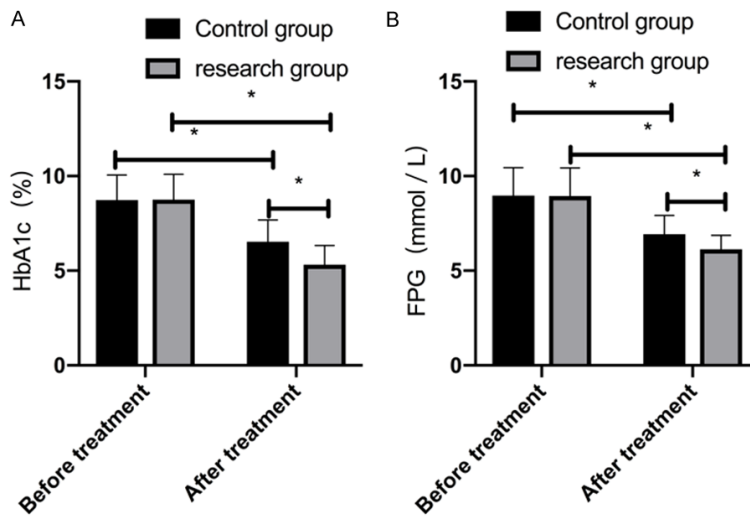 A
Control group
research group
15
10
5
0
HbA1c (%)
*
*
*
Before treatment
After treatment
B
Control group
research group
15
10
5
0
FPG (mmol / L)
*
*
*
Before treatment
After treatment